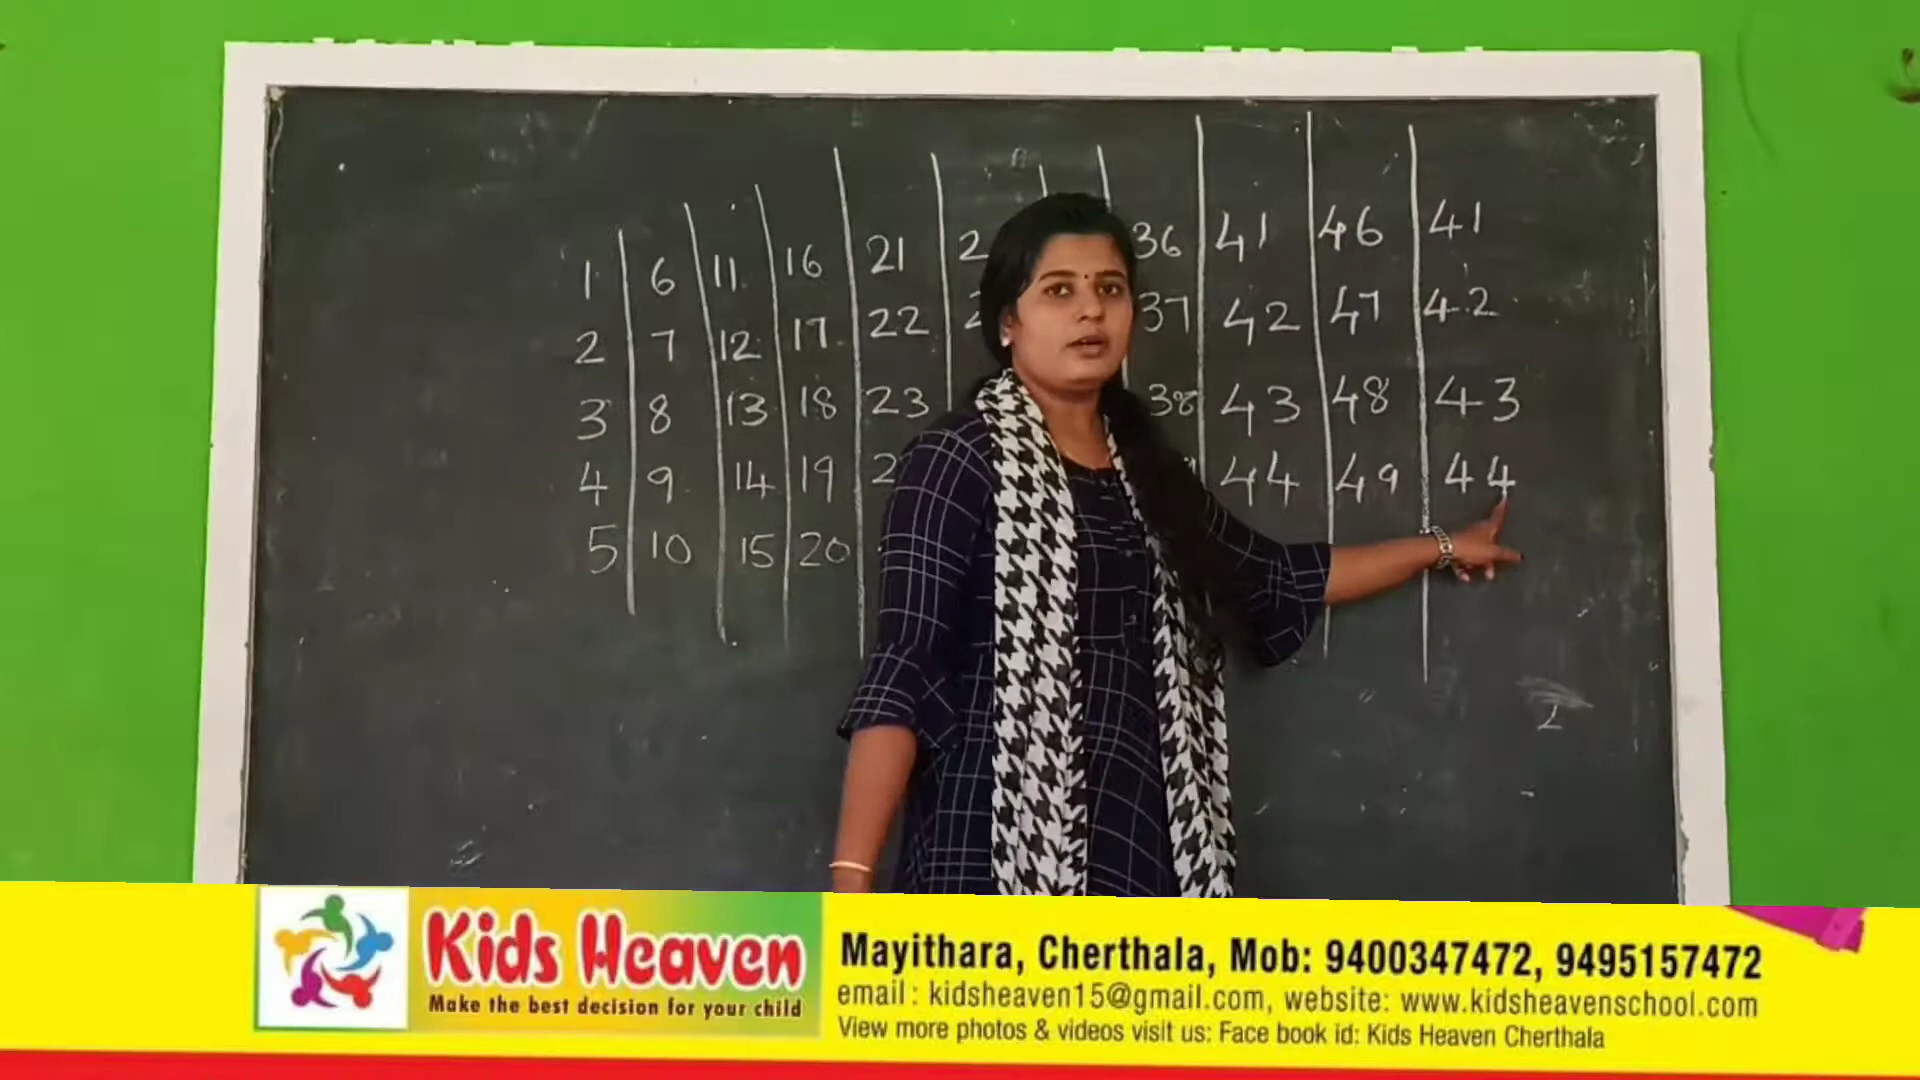 1 6 11 16 21 36 41 46 41
2 7 12 17 22 37 42 47 42
3 8 13 18 23 38 43 48 43
4 9 14 19 44 49 44
5 10 15 20
Kids Heaven
Make the best decision for your child
Mayithara, Cherthala, Mob: 9400347472, 9495157472
email : kidsheaven15@gmail.com, website: www.kidsheavenschool.com
View more photos & videos visit us: Face book id: Kids Heaven Cherthala